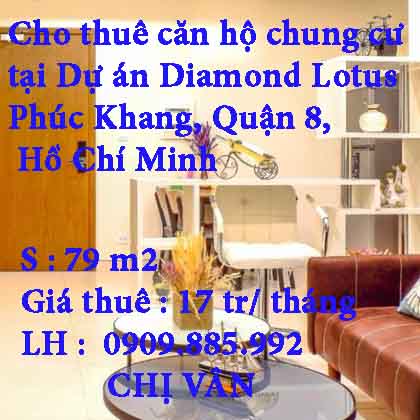 Cho thuê căn hộ chung cư
tại Dự án Diamond Lotus
Phúc Khang, Quận 8,
Hồ Chí Minh
S : 79 m2
Giá thuê : 17 tr/ tháng
LH : 0909.885.992
CHỊ VÂN